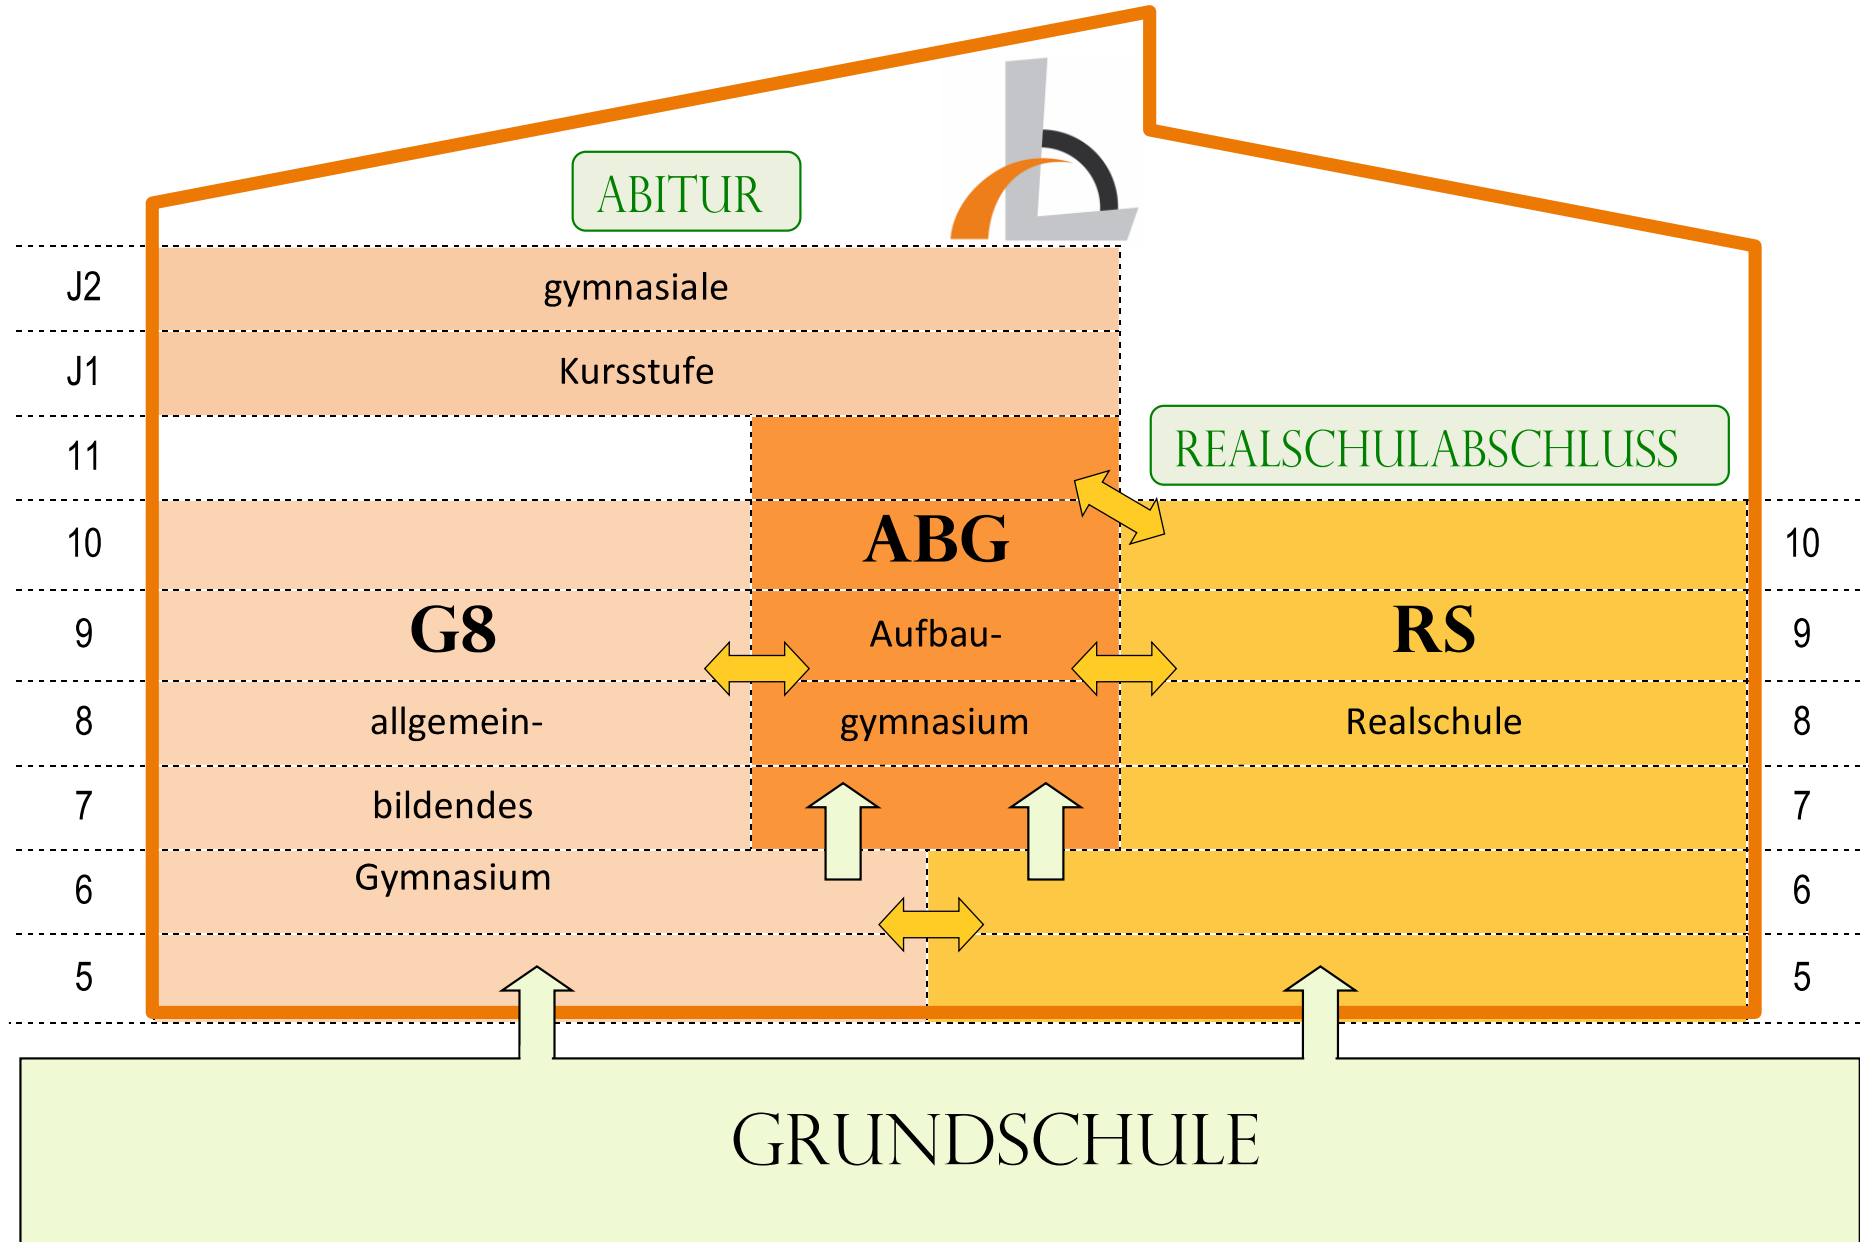 ABITUR
J2 gymnasiale
J1 Kursstufe
11 REALSCHULABSCHLUSS
10 ABG 10
9 G8 Aufbau- RS 9
8 allgemein- gymnasium Realschule 8
7 bildendes 7
6 Gymnasium 6
5 5
GRUNDSCHULE